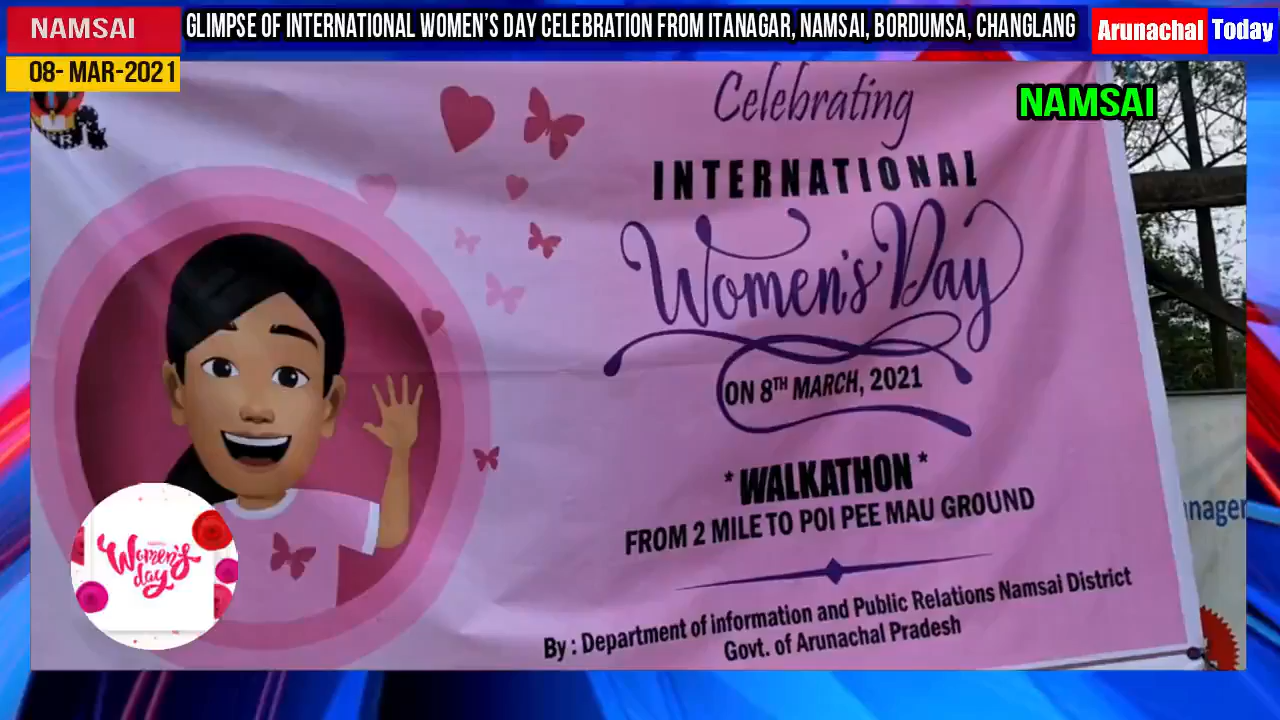 NAMSAI
GLIMPSE OF INTERNATIONAL WOMEN'S DAY CELEBRATION FROM ITANAGAR, NAMSAI, BORDUMSA, CHANGLANG
Arunachal Today
08- MAR-2021
NAMSAI
Celebrating
INTERNATIONAL
Women's Day
ON 8TH MARCH, 2021
* WALKATHON *
FROM 2 MILE TO POI PEE MAU GROUND
By : Department of information and Public Relations Namsai District
Govt. of Arunachal Pradesh
Women's
day